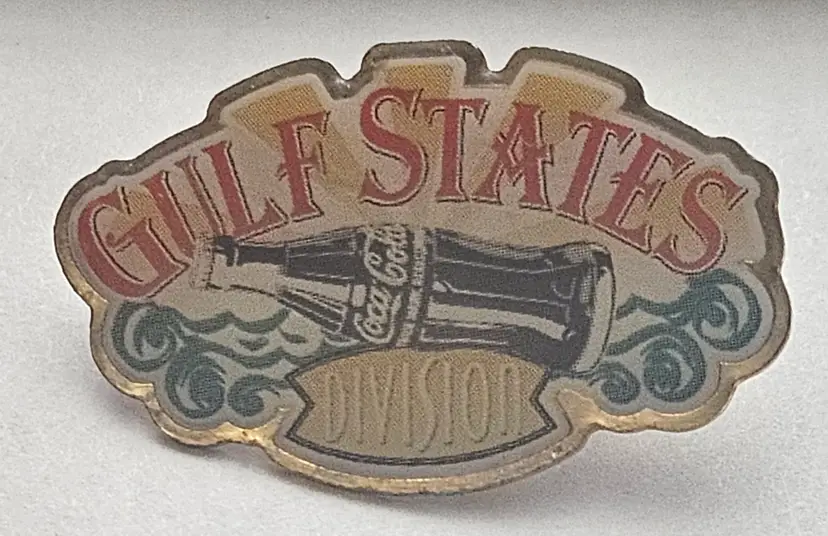 GULF STATES
Coca-Cola
DIVISION